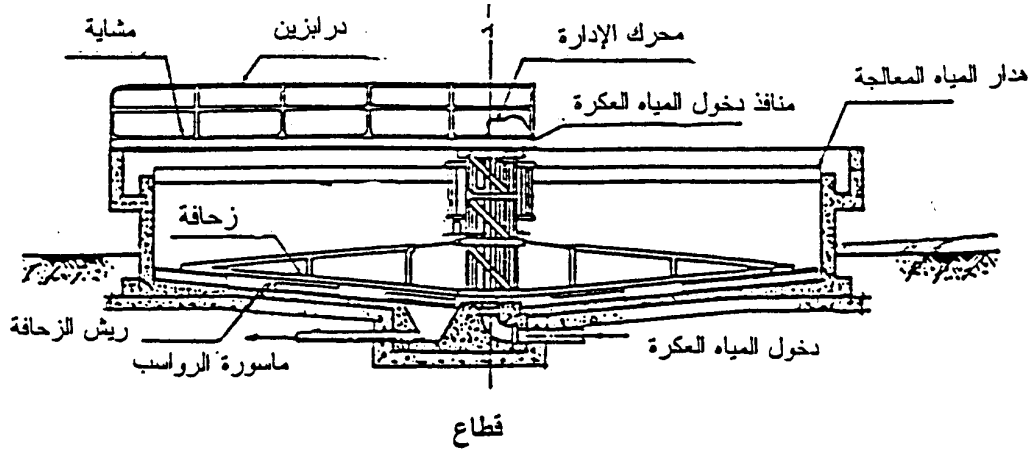 درابزين
محرك الإدارة
مشاية
هدار المياه المعالجة
منافذ دخول المياه العكرة
زحافة
ريش الزحافة
دخول المياه العكرة
ماسورة الرواسب
قطاع